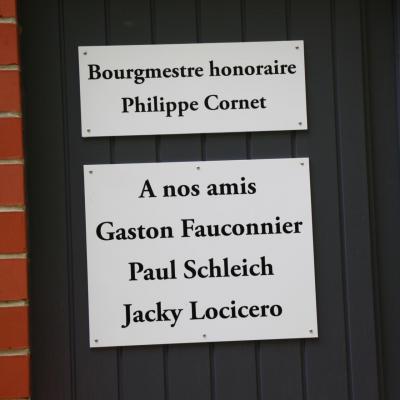 Bourgmestre honoraire
Philippe Cornet
A nos amis
Gaston Fauconnier
Paul Schleich
Jacky Locicero